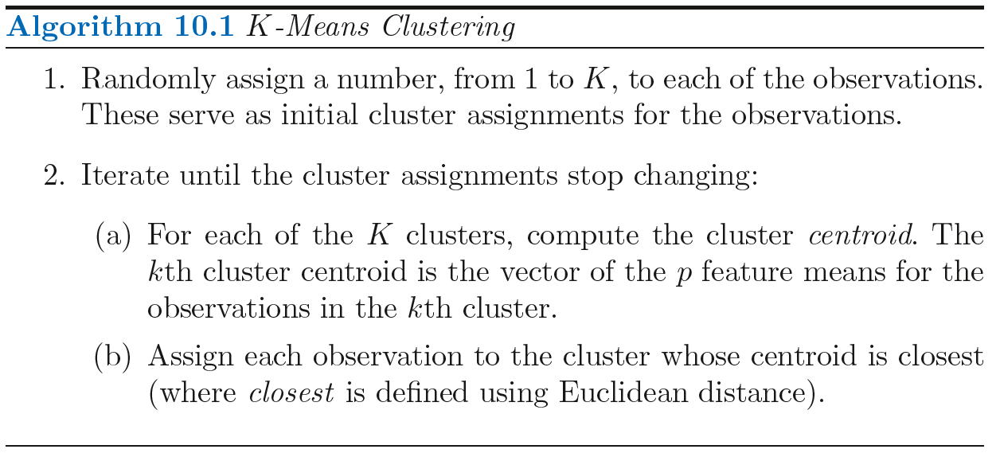 Algorithm 10.1 K-Means Clustering
1. Randomly assign a number, from 1 to K, to each of the observations.
These serve as initial cluster assignments for the observations.
2. Iterate until the cluster assignments stop changing:
(a) For each of the K clusters, compute the cluster centroid. The
kth cluster centroid is the vector of the p feature means for the
observations in the kth cluster.
(b) Assign each observation to the cluster whose centroid is closest
(where closest is defined using Euclidean distance).